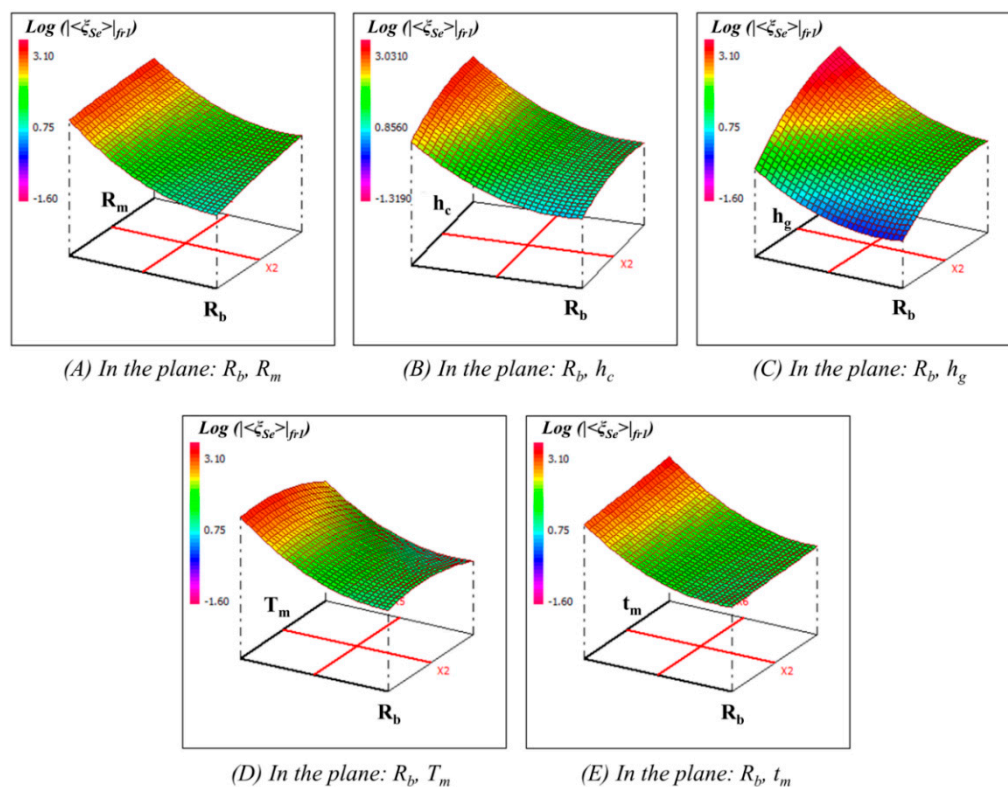 Log (|<ξSe>|fr1) Log (|<ξSe>|fr1) Log (|<ξSe>|fr1)
3.10 3.0310 3.10
0.75 0.8560 0.75
-1.60 -1.3190 -1.60
Rm hc hg
X2 X2
Rb Rb Rb
(A) In the plane: Rb, Rm (B) In the plane: Rb, hc (C) In the plane: Rb, hg
Log (|<ξSe>|fr1) Log (|<ξSe>|fr1)
3.10 3.10
0.75 0.75
-1.60 -1.60
Tm tm
X2 X2
Rb Rb
(D) In the plane: Rb, Tm (E) In the plane: Rb, tm